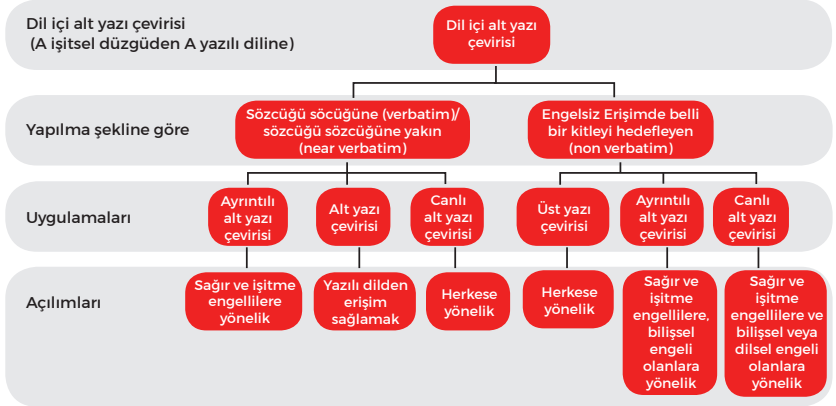 Dil içi alt yazı çevirisi
(A işitsel düzgüden A yazılı diline)
Dil içi alt yazı
çevirisi
Yapılma şekline göre
Sözcüğü söcüğüne (verbatim)/
sözcüğü sözcüğüne yakın
(near verbatim)
Engelsiz Erişimde belli
bir kitleyi hedefleyen
(non verbatim)
Uygulamaları
Ayrıntılı
alt yazı
çevirisi
Alt yazı
çevirisi
Canlı
alt yazı
çevirisi
Üst yazı
çevirisi
Ayrıntılı
alt yazı
çevirisi
Canlı
alt yazı
çevirisi
Açılımları
Sağır ve işitme
engellilere
yönelik
Yazılı dilden
erişim
sağlamak
Herkese
yönelik
Herkese
yönelik
Sağır ve
işitme
engellilere,
bilişsel
engeli
olanlara
yönelik
Sağır ve
işitme
engellilere ve
bilişsel veya
dilsel engeli
olanlara
yönelik